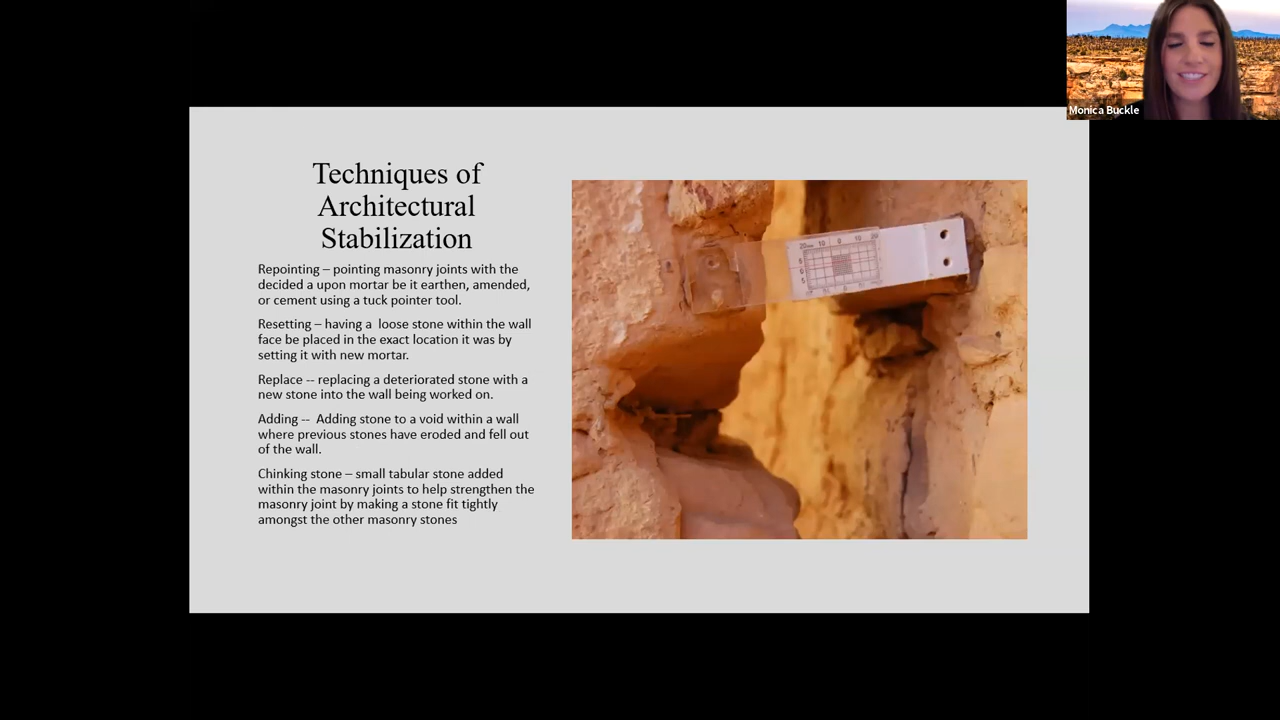 Monica Buckle
Techniques of
Architectural
Stabilization
Repointing – pointing masonry joints with the
decided a upon mortar be it earthen, amended,
or cement using a tuck pointer tool.
Resetting – having a  loose stone within the wall
face be placed in the exact location it was by
setting it with new mortar.
Replace -- replacing a deteriorated stone with a
new stone into the wall being worked on.
Adding --  Adding stone to a void within a wall
where previous stones have eroded and fell out
of the wall.
Chinking stone – small tabular stone added
within the masonry joints to help strengthen the
masonry joint by making a stone fit tightly
amongst the other masonry stones
20mm 10 0 10 20